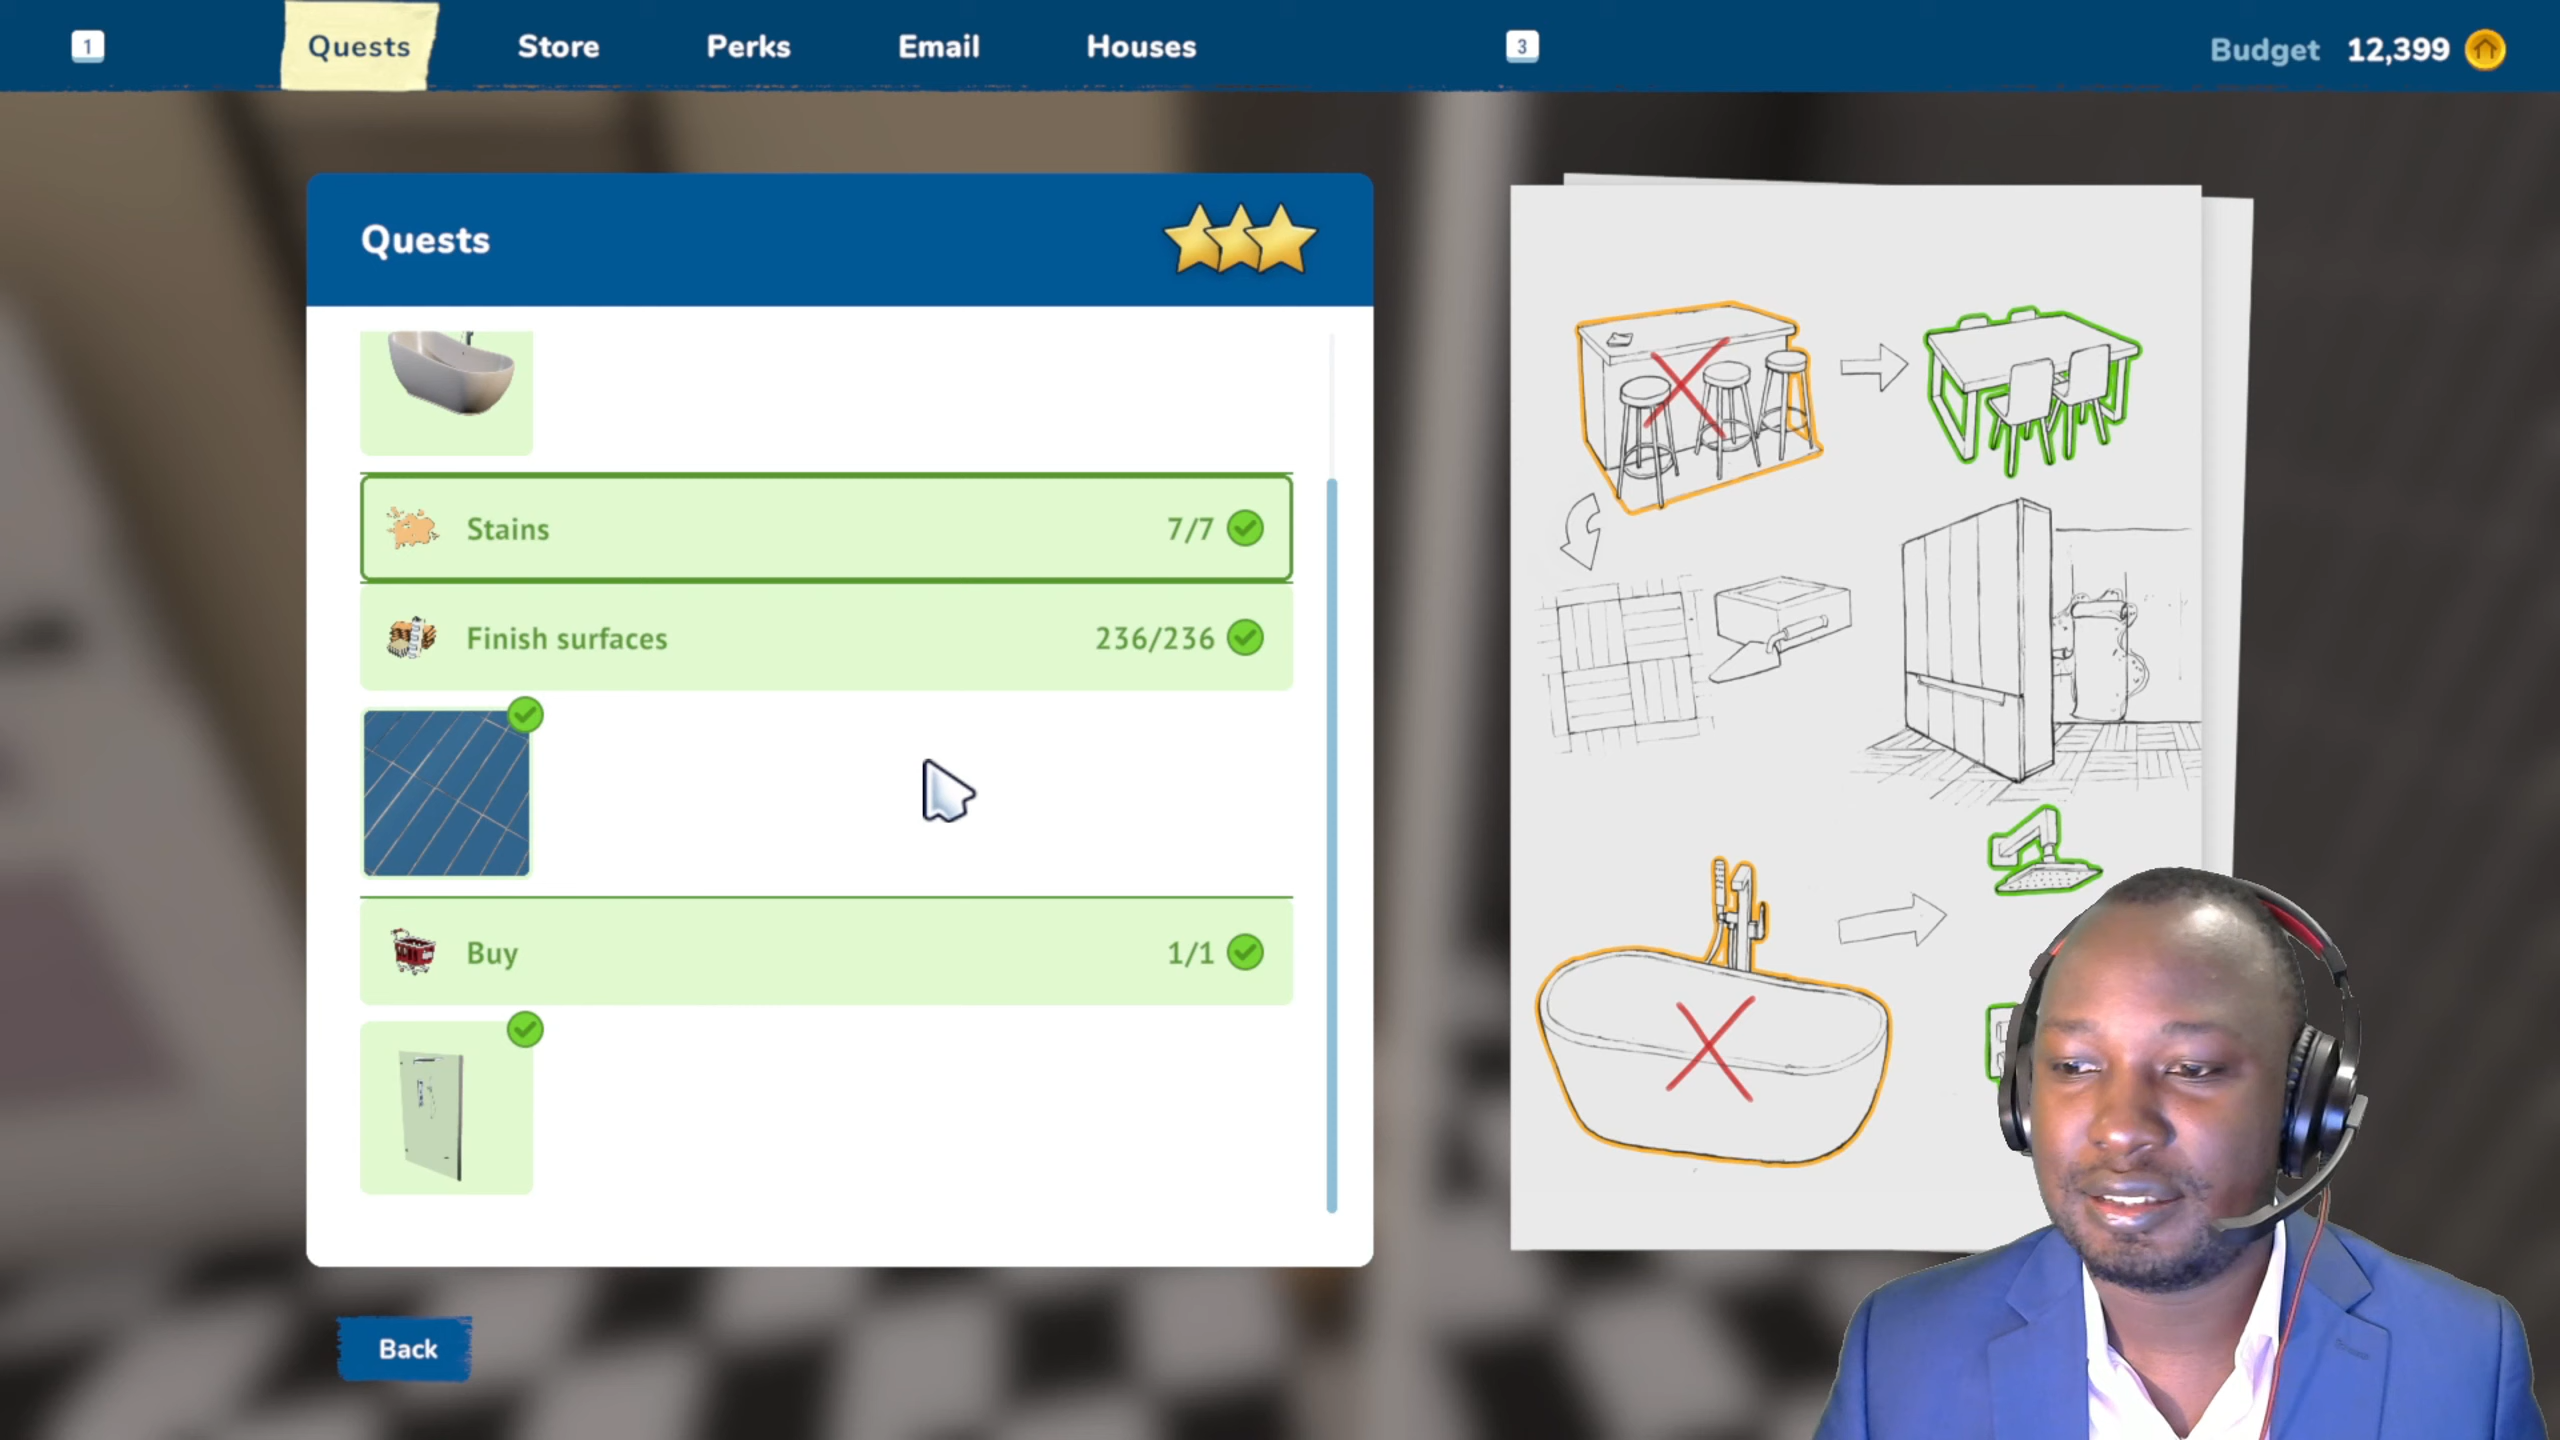 1
Quests
Store
Perks
Email
Houses
3
Budget 12,399
Quests
Stains 7/7
Finish surfaces 236/236
Buy 1/1
Back